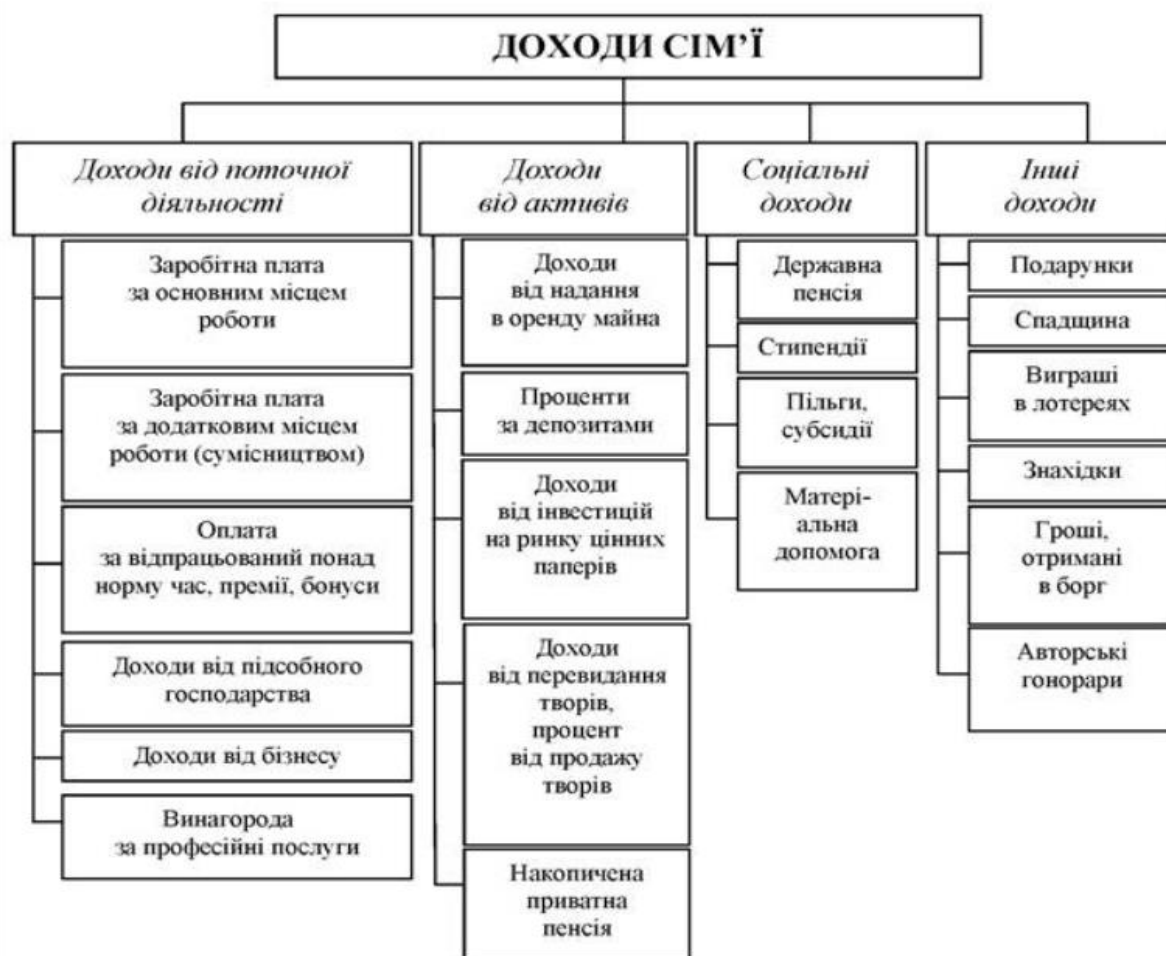 ДОХОДИ СІМ’Ї
Доходи від поточної
діяльності
Заробітна плата
за основним місцем
роботи
Заробітна плата
за додатковим місцем
роботи (сумісництвом)
Оплата
за відпрацьований понад
норму час, премії, бонуси
Доходи від підсобного
господарства
Доходи від бізнесу
Винагорода
за професійні послуги
Доходи
від активів
Доходи
від надання
в оренду майна
Проценти
за депозитами
Доходи
від інвестицій
на ринку цінних
паперів
Доходи
від перевидання
творів,
процент
від продажу
творів
Накопичена
приватна
пенсія
Соціальні
доходи
Державна
пенсія
Стипендії
Пільги,
субсидії
Матері-
альна
допомога
Інші
доходи
Подарунки
Спадщина
Виграші
в лотереях
Знахідки
Гроші,
отримані
в борг
Авторські
гонорари